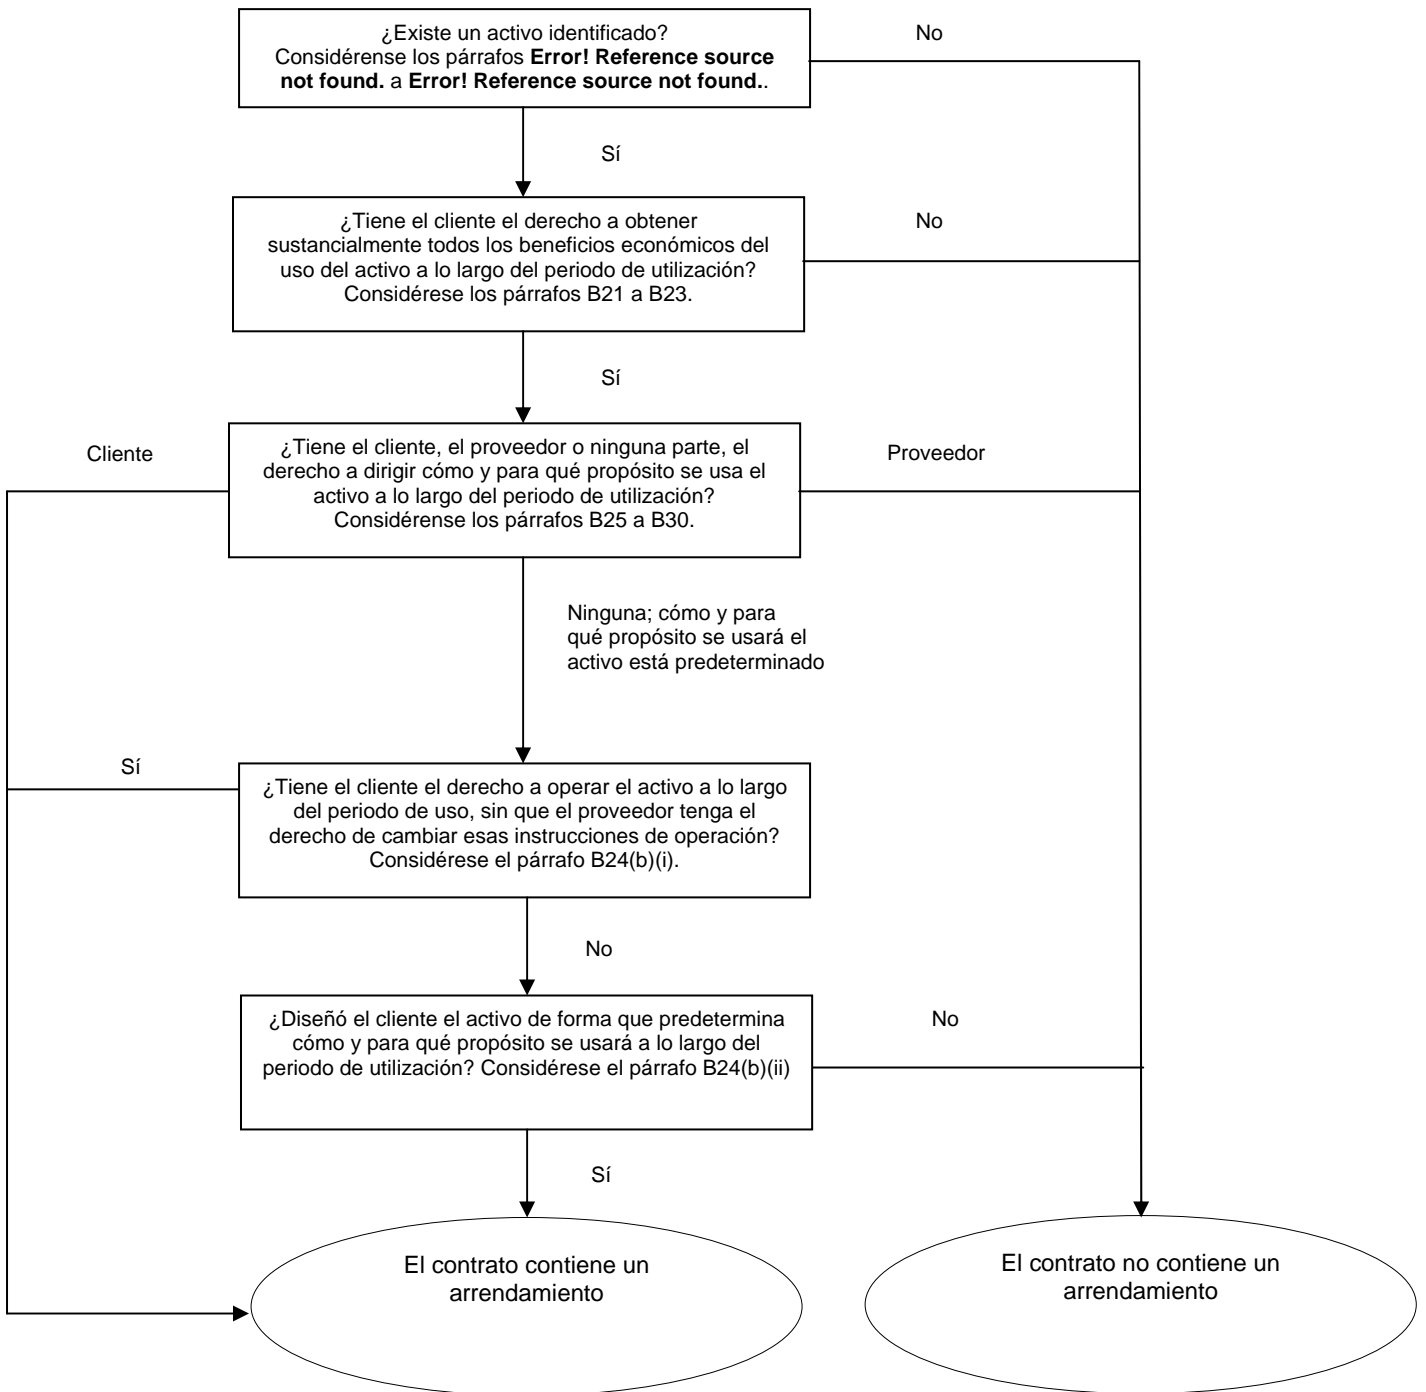 ¿Existe un activo identificado?
Considérense los párrafos Error! Reference source
not found. a Error! Reference source not found..
No
Sí
¿Tiene el cliente el derecho a obtener
sustancialmente todos los beneficios económicos del
uso del activo a lo largo del periodo de utilización?
Considérese los párrafos B21 a B23.
No
Sí
Cliente
¿Tiene el cliente, el proveedor o ninguna parte, el
derecho a dirigir cómo y para qué propósito se usa el
activo a lo largo del periodo de utilización?
Considérense los párrafos B25 a B30.
Proveedor
Ninguna; cómo y para
qué propósito se usará el
activo está predeterminado
Sí
¿Tiene el cliente el derecho a operar el activo a lo largo
del periodo de uso, sin que el proveedor tenga el
derecho de cambiar esas instrucciones de operación?
Considérese el párrafo B24(b)(i).
No
¿Diseñó el cliente el activo de forma que predetermina
cómo y para qué propósito se usará a lo largo del
periodo de utilización? Considérese el párrafo B24(b)(ii)
No
Sí
El contrato contiene un
arrendamiento
El contrato no contiene un
arrendamiento